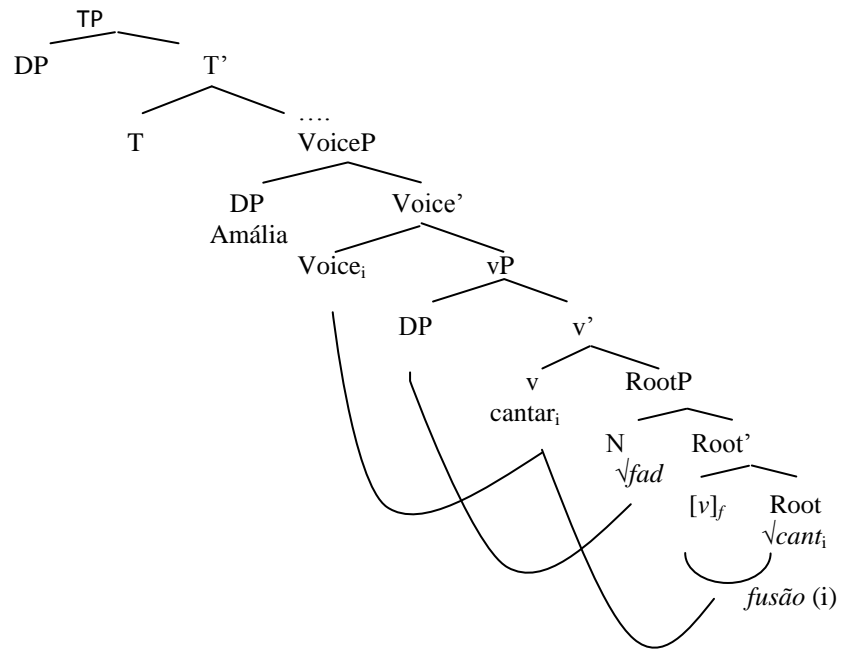 TP
DP T’
T ….
VoiceP
DP Voice’
Amália
Voiceᵢ vP
DP v’
v RootP
cantarᵢ
N Root’
√fad
[v]f Root
√cantᵢ
fusão (i)